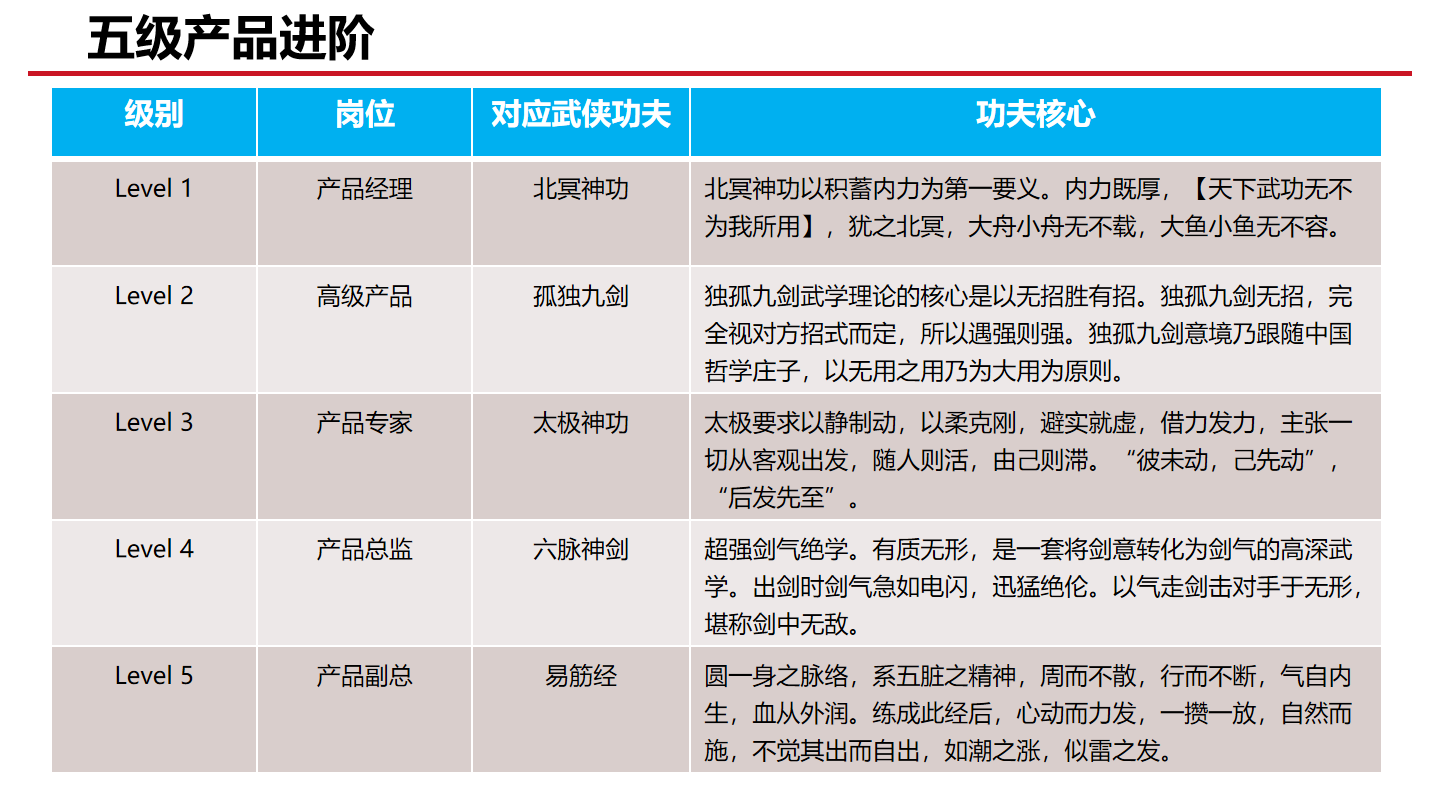 五级产品进阶
级别 岗位 对应武侠功夫 功夫核心
Level 1 产品经理 北冥神功 北冥神功以积蓄内力为第一要义。内力既厚，【天下武功无不
为我所用】，犹之北冥，大舟小舟无不载，大鱼小鱼无不容。
Level 2 高级产品 孤独九剑 独孤九剑武学理论的核心是以无招胜有招。独孤九剑无招，完
全视对方招式而定，所以遇强则强。独孤九剑意境乃跟随中国
哲学庄子，以无用之用乃为大用为原则。
Level 3 产品专家 太极神功 太极要求以静制动，以柔克刚，避实就虚，借力发力，主张一
切从客观出发，随人则活，由己则滞。“彼未动，己先动”，
“后发先至”。
Level 4 产品总监 六脉神剑 超强剑气绝学。有质无形，是一套将剑意转化为剑气的高深武
学。出剑时剑气急如电闪，迅猛绝伦。以气走剑击对手于无形，
堪称剑中无敌。
Level 5 产品副总 易筋经 圆一身之脉络，系五脏之精神，周而不散，行而不断，气自内
生，血从外润。练成此经后，心动而力发，一攒一放，自然而
施，不觉其出而自出，如潮之涨，似雷之发。